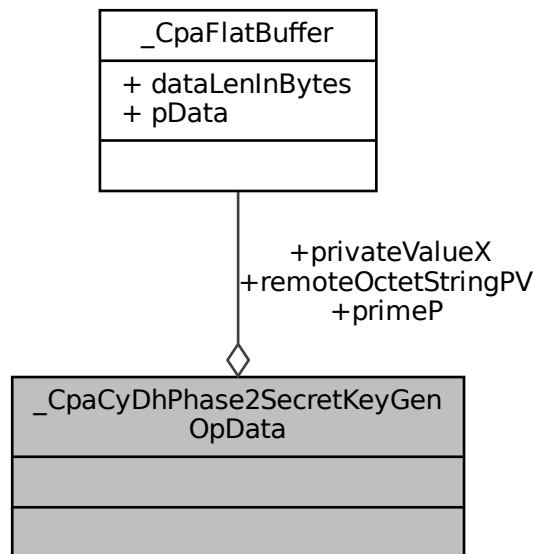 _CpaFlatBuffer
+ dataLenInBytes
+ pData
+privateValueX
+remoteOctetStringPV
+primeP
_CpaCyDhPhase2SecretKeyGen
OpData